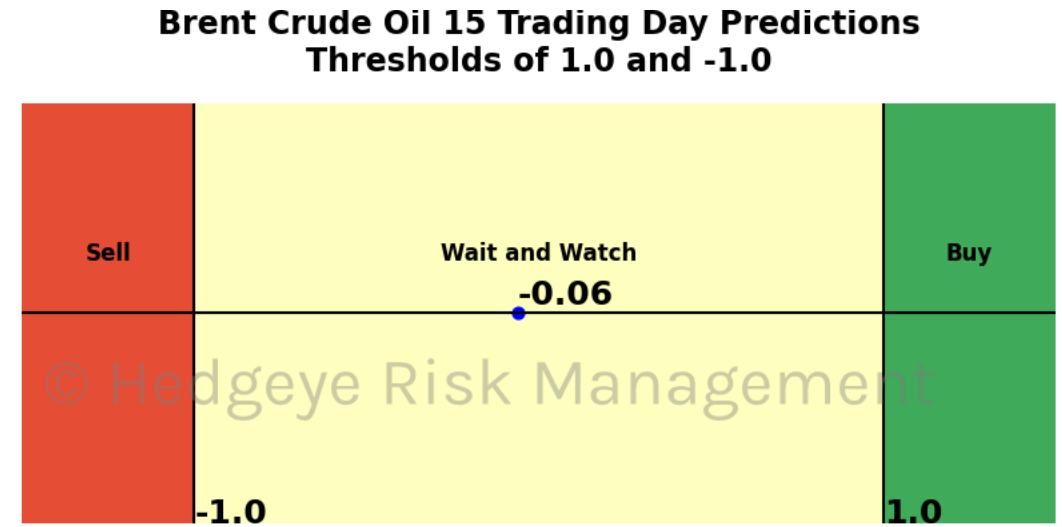 Brent Crude Oil 15 Trading Day Predictions
Thresholds of 1.0 and -1.0
Sell
Wait and Watch
Buy
-0.06
© Hedgeye Risk Management
-1.0
1.0